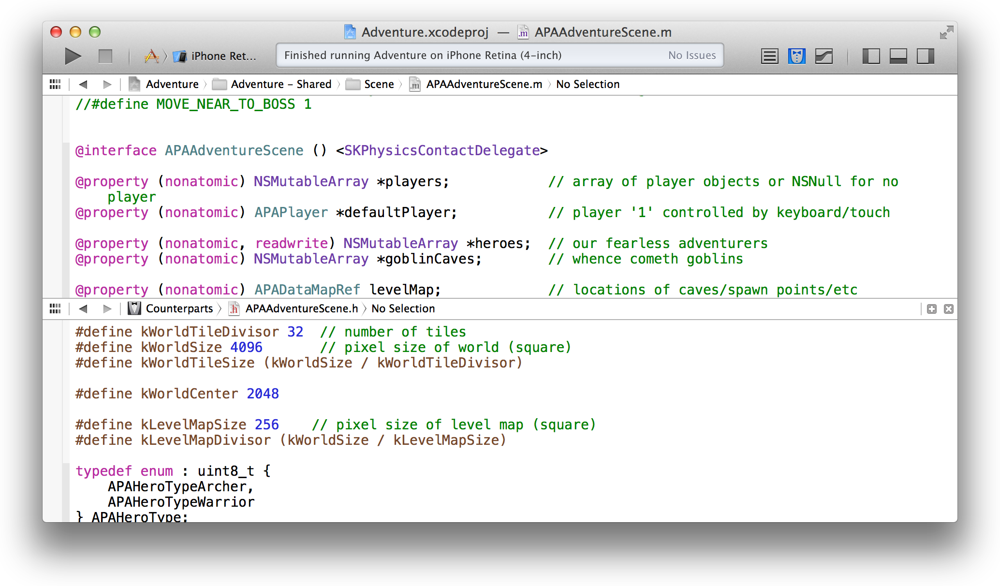 Adventure.xcodeproj — APAAdventureScene.m
iPhone Ret...
Finished running Adventure on iPhone Retina (4-inch) No Issues
Adventure Adventure – Shared Scene APAAdventureScene.m No Selection
//#define MOVE_NEAR_TO_BOSS 1
@interface APAAdventureScene () <SKPhysicsContactDelegate>
@property (nonatomic) NSMutableArray *players; // array of player objects or NSNull for no
player
@property (nonatomic) APAPlayer *defaultPlayer; // player '1' controlled by keyboard/touch
@property (nonatomic, readwrite) NSMutableArray *heroes; // our fearless adventurers
@property (nonatomic) NSMutableArray *goblinCaves; // whence cometh goblins
@property (nonatomic) APADataMapRef levelMap; // locations of caves/spawn points/etc
Counterparts APAAdventureScene.h No Selection
#define kWorldTileDivisor 32 // number of tiles
#define kWorldSize 4096 // pixel size of world (square)
#define kWorldTileSize (kWorldSize / kWorldTileDivisor)
#define kWorldCenter 2048
#define kLevelMapSize 256 // pixel size of level map (square)
#define kLevelMapDivisor (kWorldSize / kLevelMapSize)
typedef enum : uint8_t {
APAHeroTypeArcher,
APAHeroTypeWarrior
} APAHeroType;